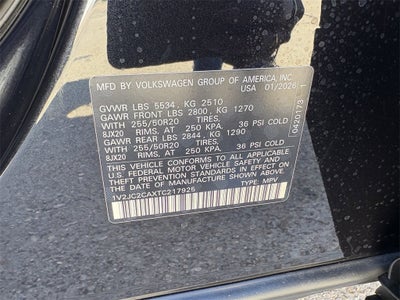 MFD BY VOLKSWAGEN GROUP OF AMERICA, INC.
USA 01/2026
GVWR LBS 5534, KG 2510
GAWR FRONT LBS 2800, KG 1270
WITH 255/50R20
8JX20 RIMS, AT 250 KPA. 36 PSI COLD
GAWR REAR LBS 2844, KG 1290
WITH 255/50R20
8JX20 RIMS, AT 250 KPA. 36 PSI COLD
THIS VEHICLE CONFORMS TO ALL APPLICABLE
U.S. FEDERAL MOTOR VEHICLE SAFETY AND
THEFT PREVENTION STANDARDS IN EFFECT ON
THE DATE OF MANUFACTURE SHOWN ABOVE.
1V2JC2CAXTC217925 TYPE: MPV
0420173